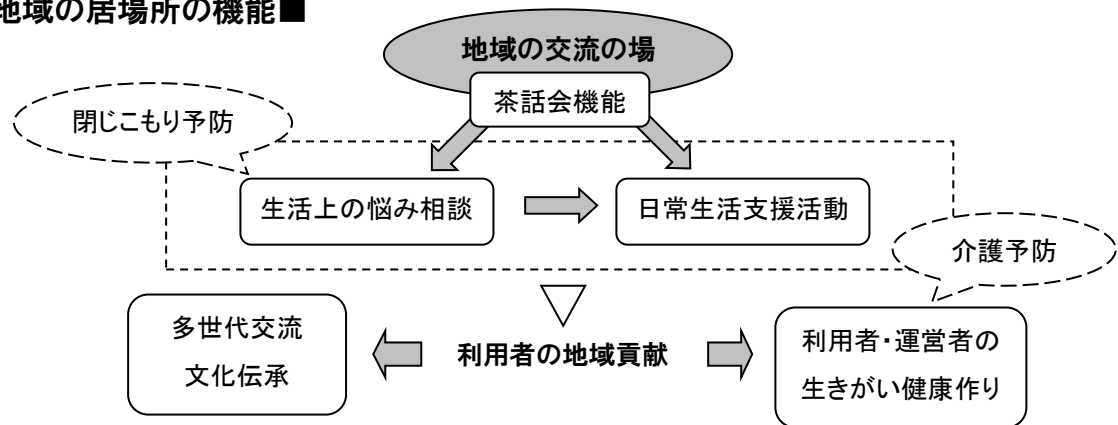 地域の居場所の機能■
地域の交流の場
茶話会機能
閉じこもり予防
生活上の悩み相談
日常生活支援活動
介護予防
多世代交流
文化伝承
利用者の地域貢献
利用者・運営者の
生きがい健康作り